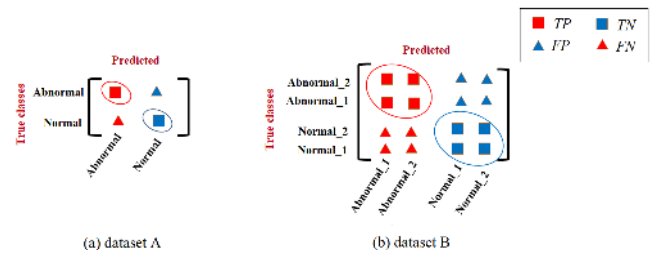 TP
TN
FP
FN
Predicted
True classes
Abnormal
Normal
Abnormal
Normal
(a) dataset A
Predicted
True classes
Abnormal_2
Abnormal_1
Normal_2
Normal_1
Abnormal_1
Abnormal_2
Normal_1
Normal_2
(b) dataset B